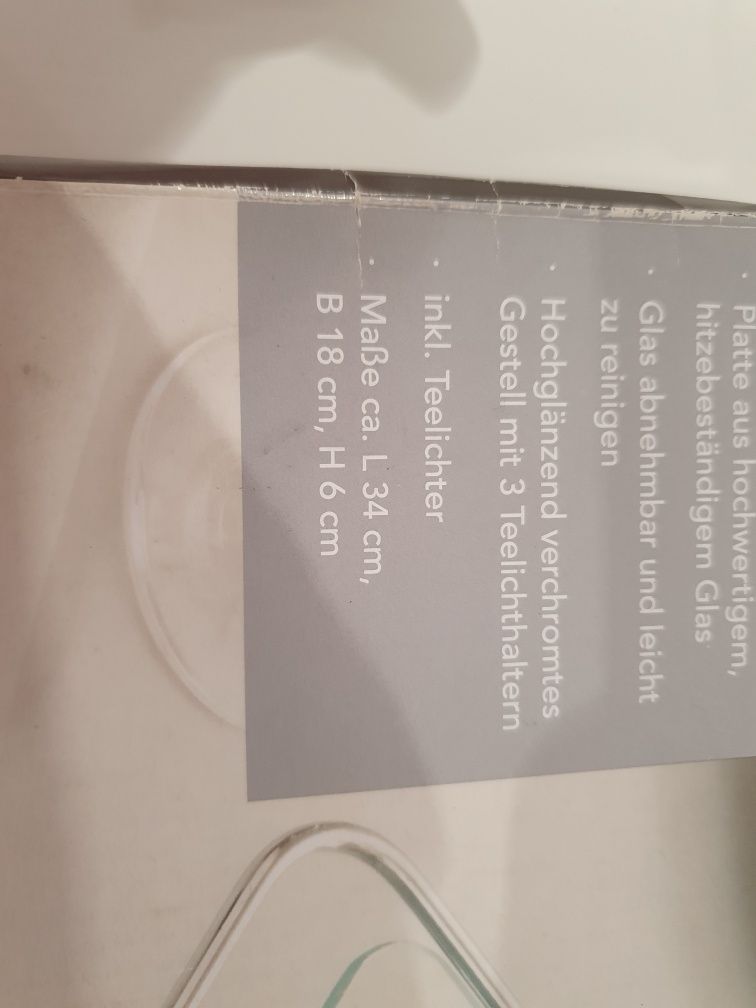 • Platte aus hochwertigem,
hitzebeständigem Glas
• Glas abnehmbar und leicht
zu reinigen
• Hochglänzend verchromtes
Gestell mit 3 Teelichthaltern
• inkl. Teelichter
• Maße ca. L 34 cm,
B 18 cm, H 6 cm